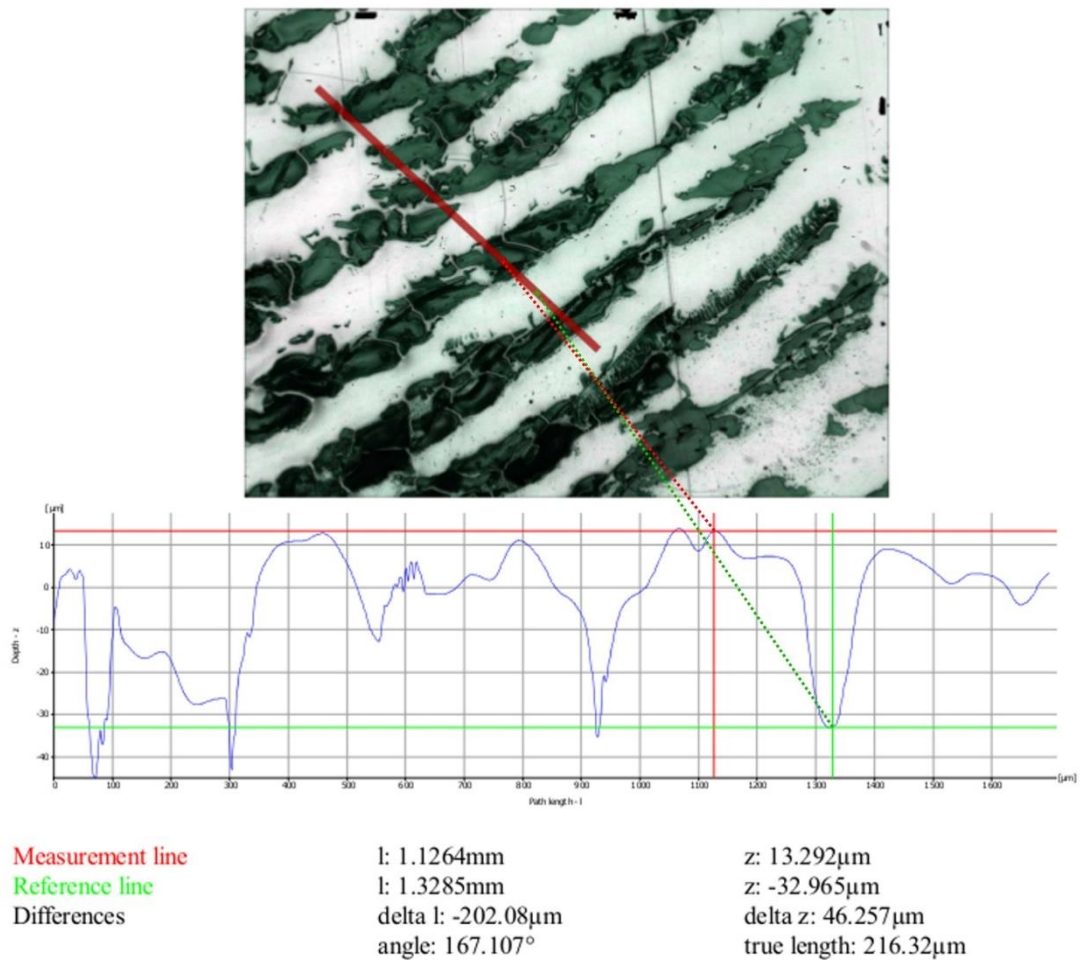 [µm]
10
0
-10
-20
-30
-40
Depth - z
0 100 200 300 400 500 600 700 800 900 1000 1100 1200 1300 1400 1500 1600 [µm]
Path length - l
Measurement line l: 1.1264mm z: 13.292µm
Reference line l: 1.3285mm z: -32.965µm
Differences delta l: -202.08µm delta z: 46.257µm
angle: 167.107° true length: 216.32µm